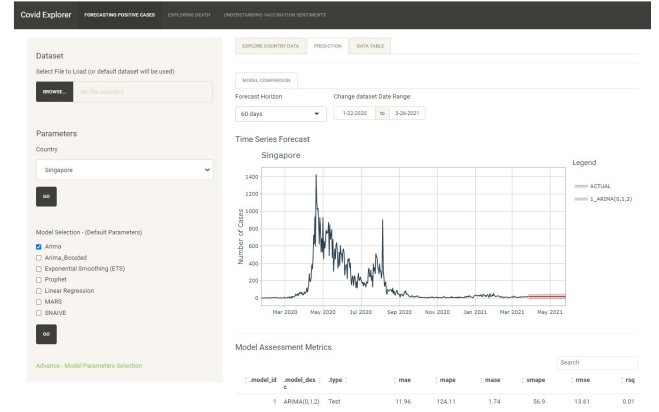 Covid Explorer FORECASTING POSITIVE CASES EXPLORING DEATH UNDERSTANDING VACCINATION SENTIMENTS
Dataset
Select File to Load (or default dataset will be used)
BROWSE... No file selected
Parameters
Country
Singapore
GO
Model Selection - (Default Parameters)
Arima
Arima_Boosted
Exponential Smoothing (ETS)
Prophet
Linear Regression
MARS
SNAIVE
GO
Advance - Model Parameters Selection
EXPLORE COUNTRY DATA PREDICTION DATA TABLE
MODEL COMPARISON
Forecast Horizon Change dataset Date Range:
60 days 1-22-2020 to 3-26-2021
Time Series Forecast
Singapore
Legend
ACTUAL
1_ARIMA(0,1,2)
Number of Cases
1400
1200
1000
800
600
400
200
0
Mar 2020 May 2020 Jul 2020 Sep 2020 Nov 2020 Jan 2021 Mar 2021 May 2021
Model Assessment Metrics
Search
.model_id .model_des .type mae mape mase smape rmse rsq
c
1 ARIMA(0,1,2) Test 11.96 124.11 1.74 56.9 13.61 0.01